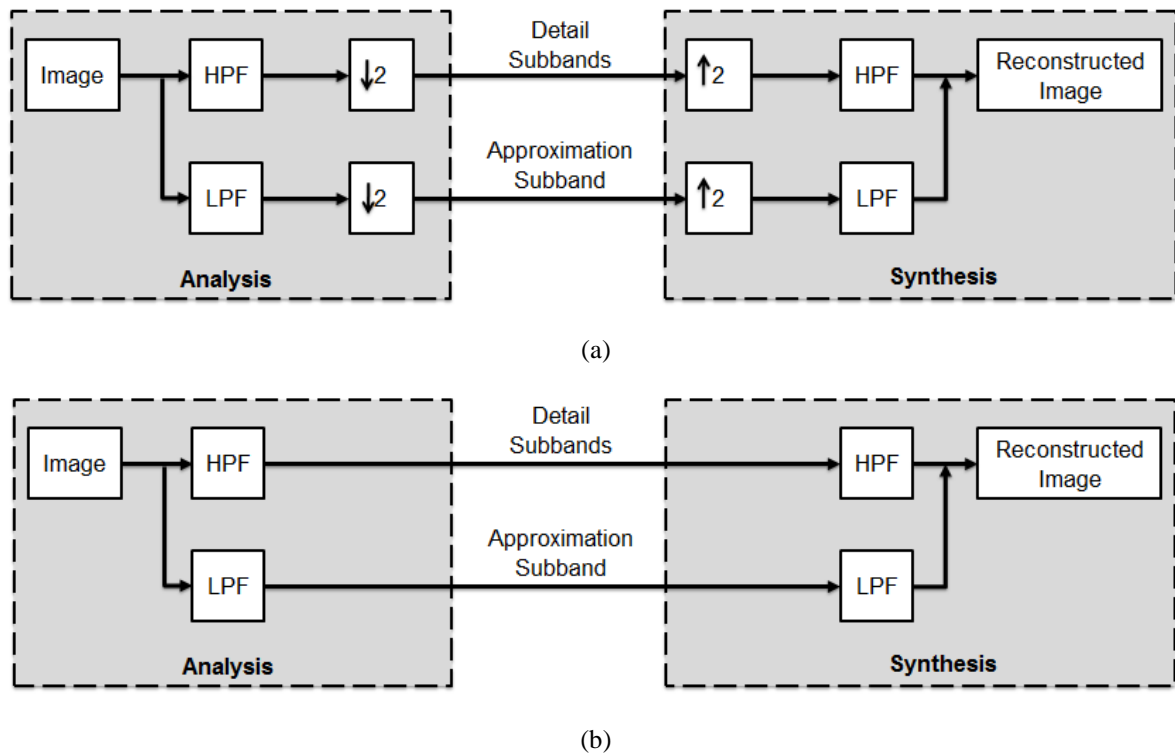 Detail
Subbands
Image
HPF
↓2
↑2
HPF
Reconstructed
Image
Approximation
Subband
LPF
↓2
↑2
LPF
Analysis
Synthesis
(a)
Detail
Subbands
Image
HPF
HPF
Reconstructed
Image
Approximation
Subband
LPF
LPF
Analysis
Synthesis
(b)